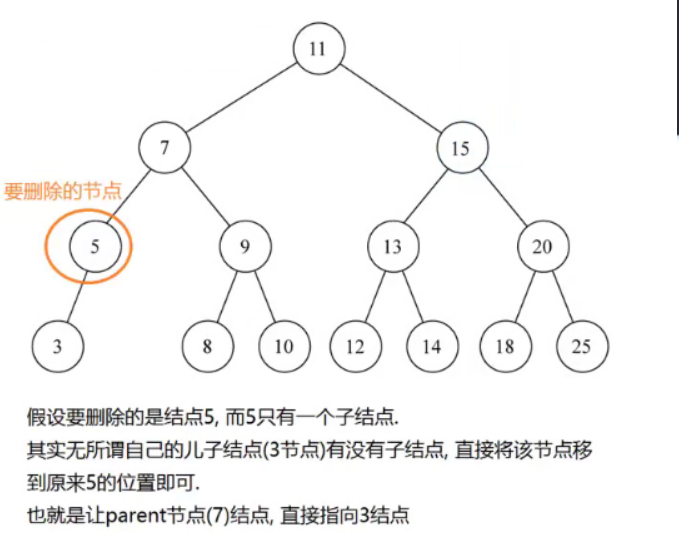 11
7
15
要删除的节点
5
9
13
20
3
8
10
12
14
18
25
假设要删除的是结点5, 而5只有一个子结点.
其实无所谓自己的儿子结点(3节点)有没有子结点, 直接将该节点移
到原来5的位置即可.
也就是让parent节点(7)结点, 直接指向3结点